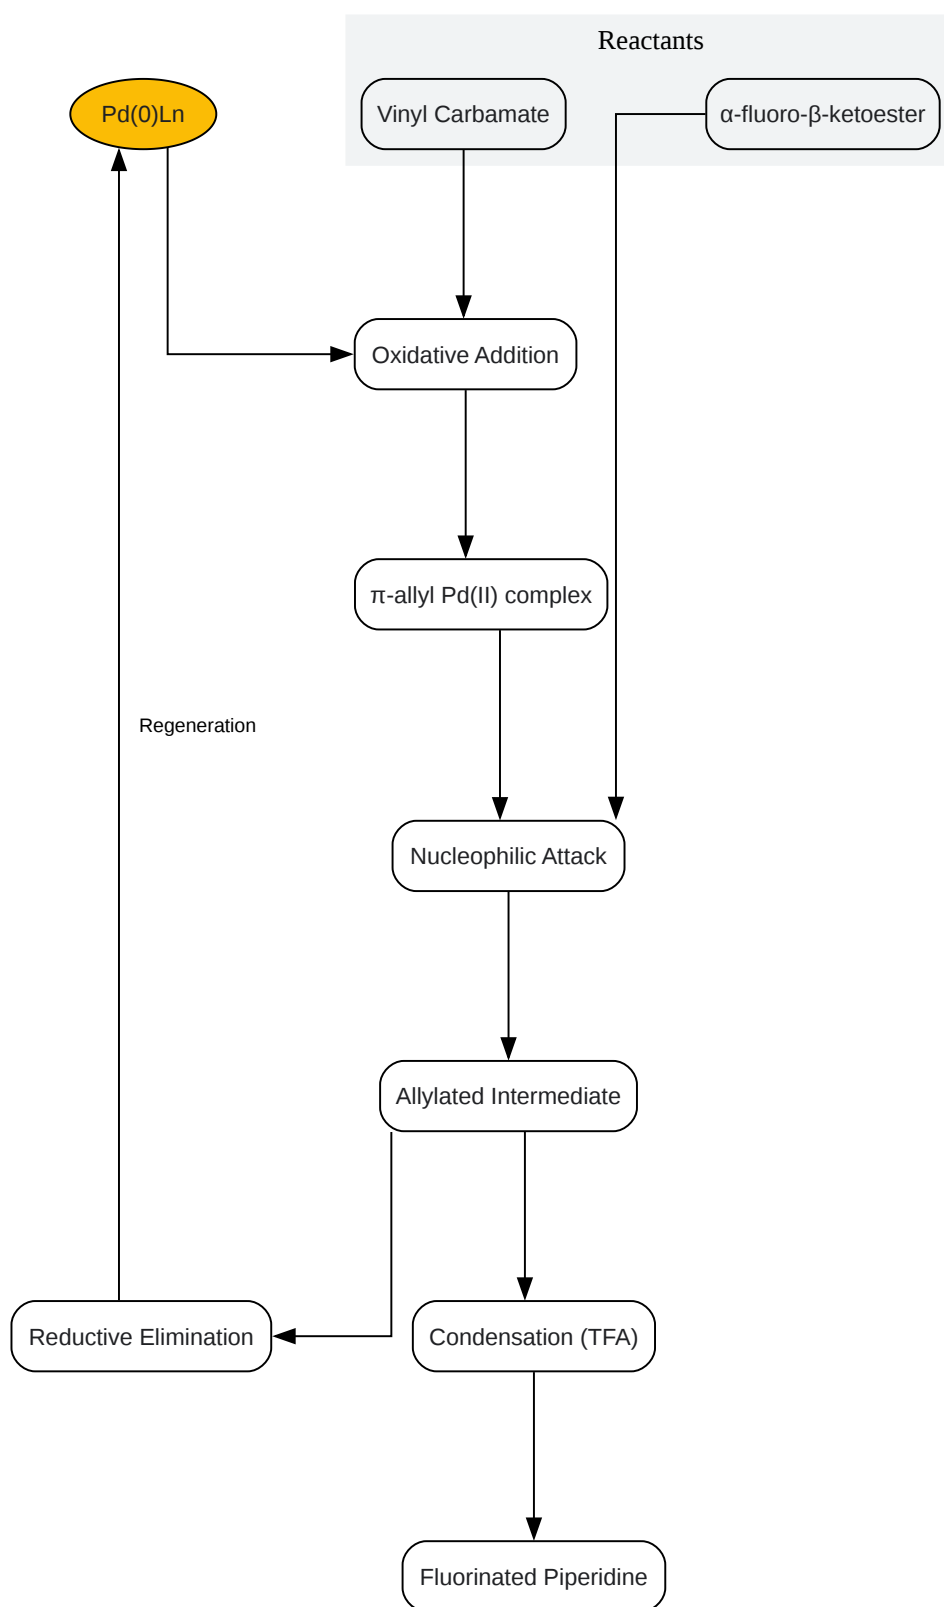 Reactants
Pd(0)Ln
Vinyl Carbamate
α-fluoro-β-ketoester
Oxidative Addition
π-allyl Pd(II) complex
Regeneration
Nucleophilic Attack
Allylated Intermediate
Reductive Elimination
Condensation (TFA)
Fluorinated Piperidine